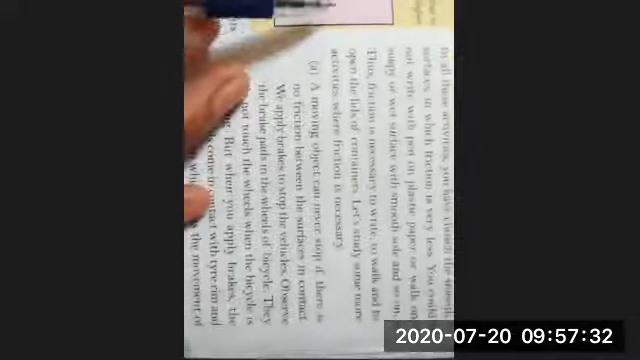 In all these activities, you have chosen the smooth
surfaces in which friction is very less. You could
not write with pen on plastic paper or walk on
soapy or wet surface with smooth sole and so on.
Thus, friction is necessary to write, to walk and to
open the lids of containers. Let's study some more
activities where friction is necessary.
(a) A moving object can never stop if there is
no friction between the surfaces in contact.
We apply brakes to stop the vehicles. Observe
the brake pads in the wheels of bicycle. They
not touch the wheels when the bicycle is
But when you apply brakes, the
come in contact with tyre rim and
the movement of
2020-07-20 09:57:32